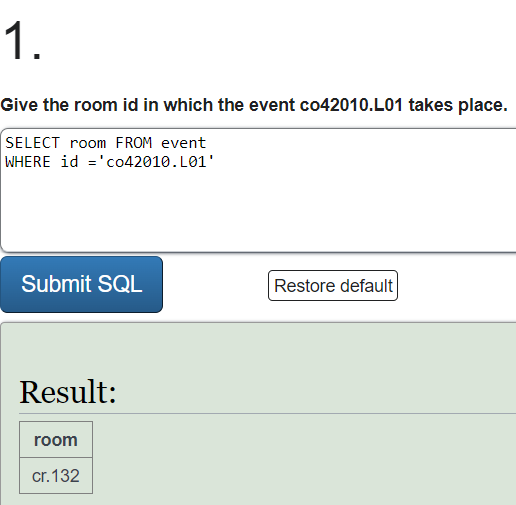 1.
Give the room id in which the event co42010.L01 takes place.
SELECT room FROM event
WHERE id ='co42010.L01'
Submit SQL
Restore default
Result:
room
cr.132